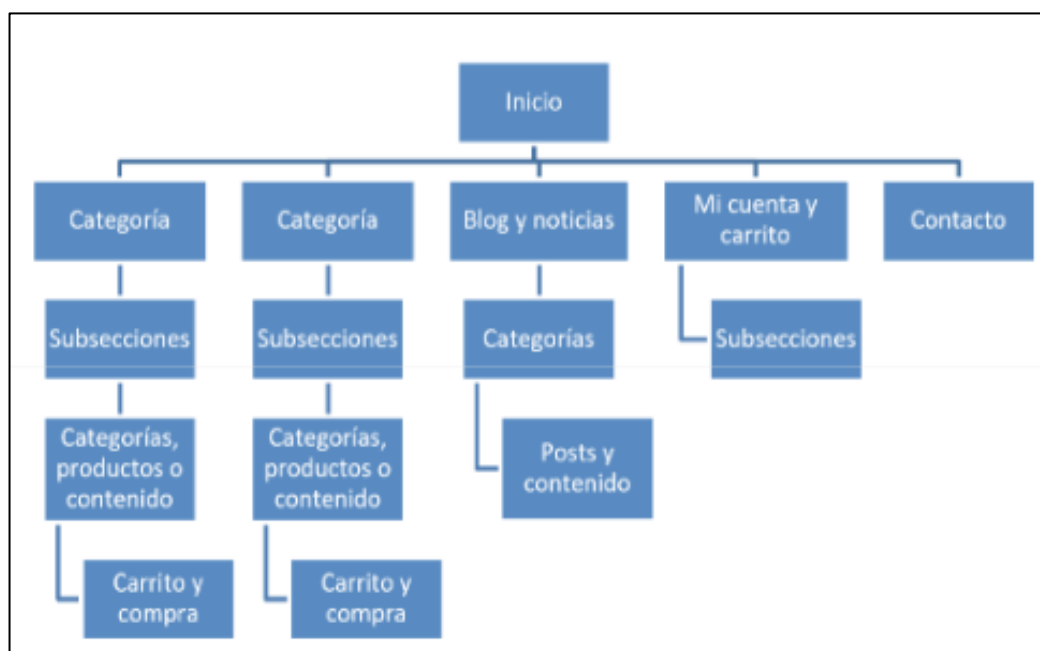 Inicio
Categoría
Categoría
Blog y noticias
Mi cuenta y
carrito
Contacto
Subsecciones
Subsecciones
Categorías
Subsecciones
Categorías,
productos o
contenido
Categorías,
productos o
contenido
Posts y
contenido
Carrito y
compra
Carrito y
compra